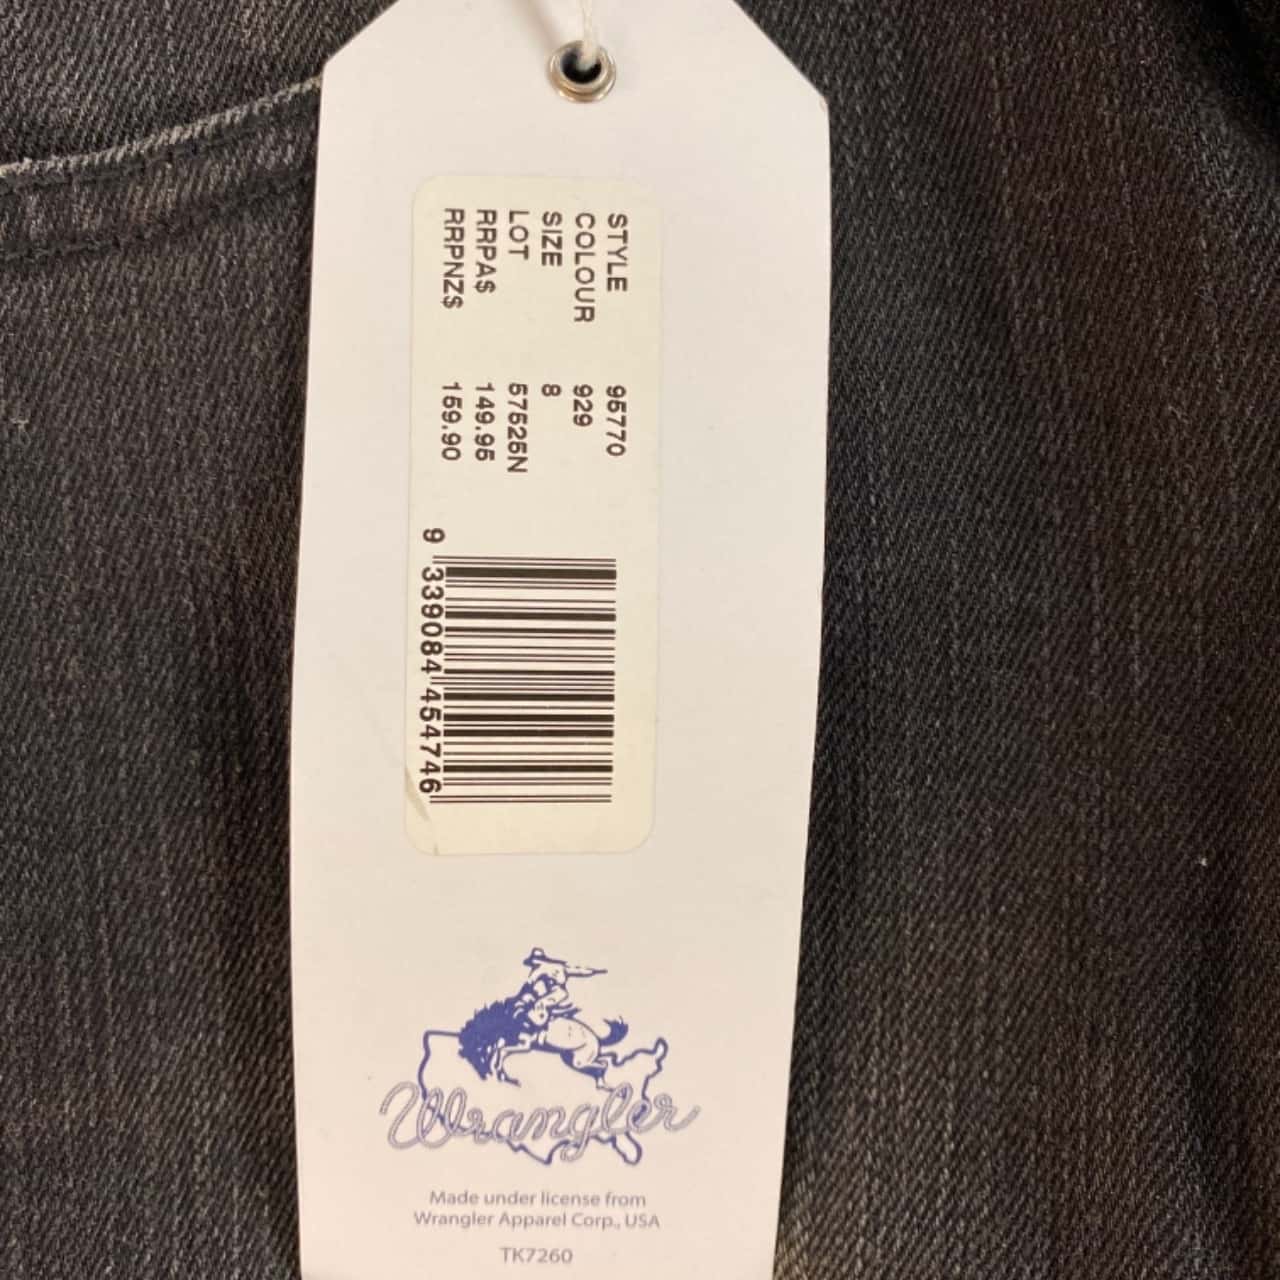 STYLE 95770
COLOUR 929
SIZE 8
LOT 57525N
RRPA$ 149.95
RRPNZ$ 159.90
9 339084 454746
Wrangler
Made under license from
Wrangler Apparel Corp., USA
TK7260